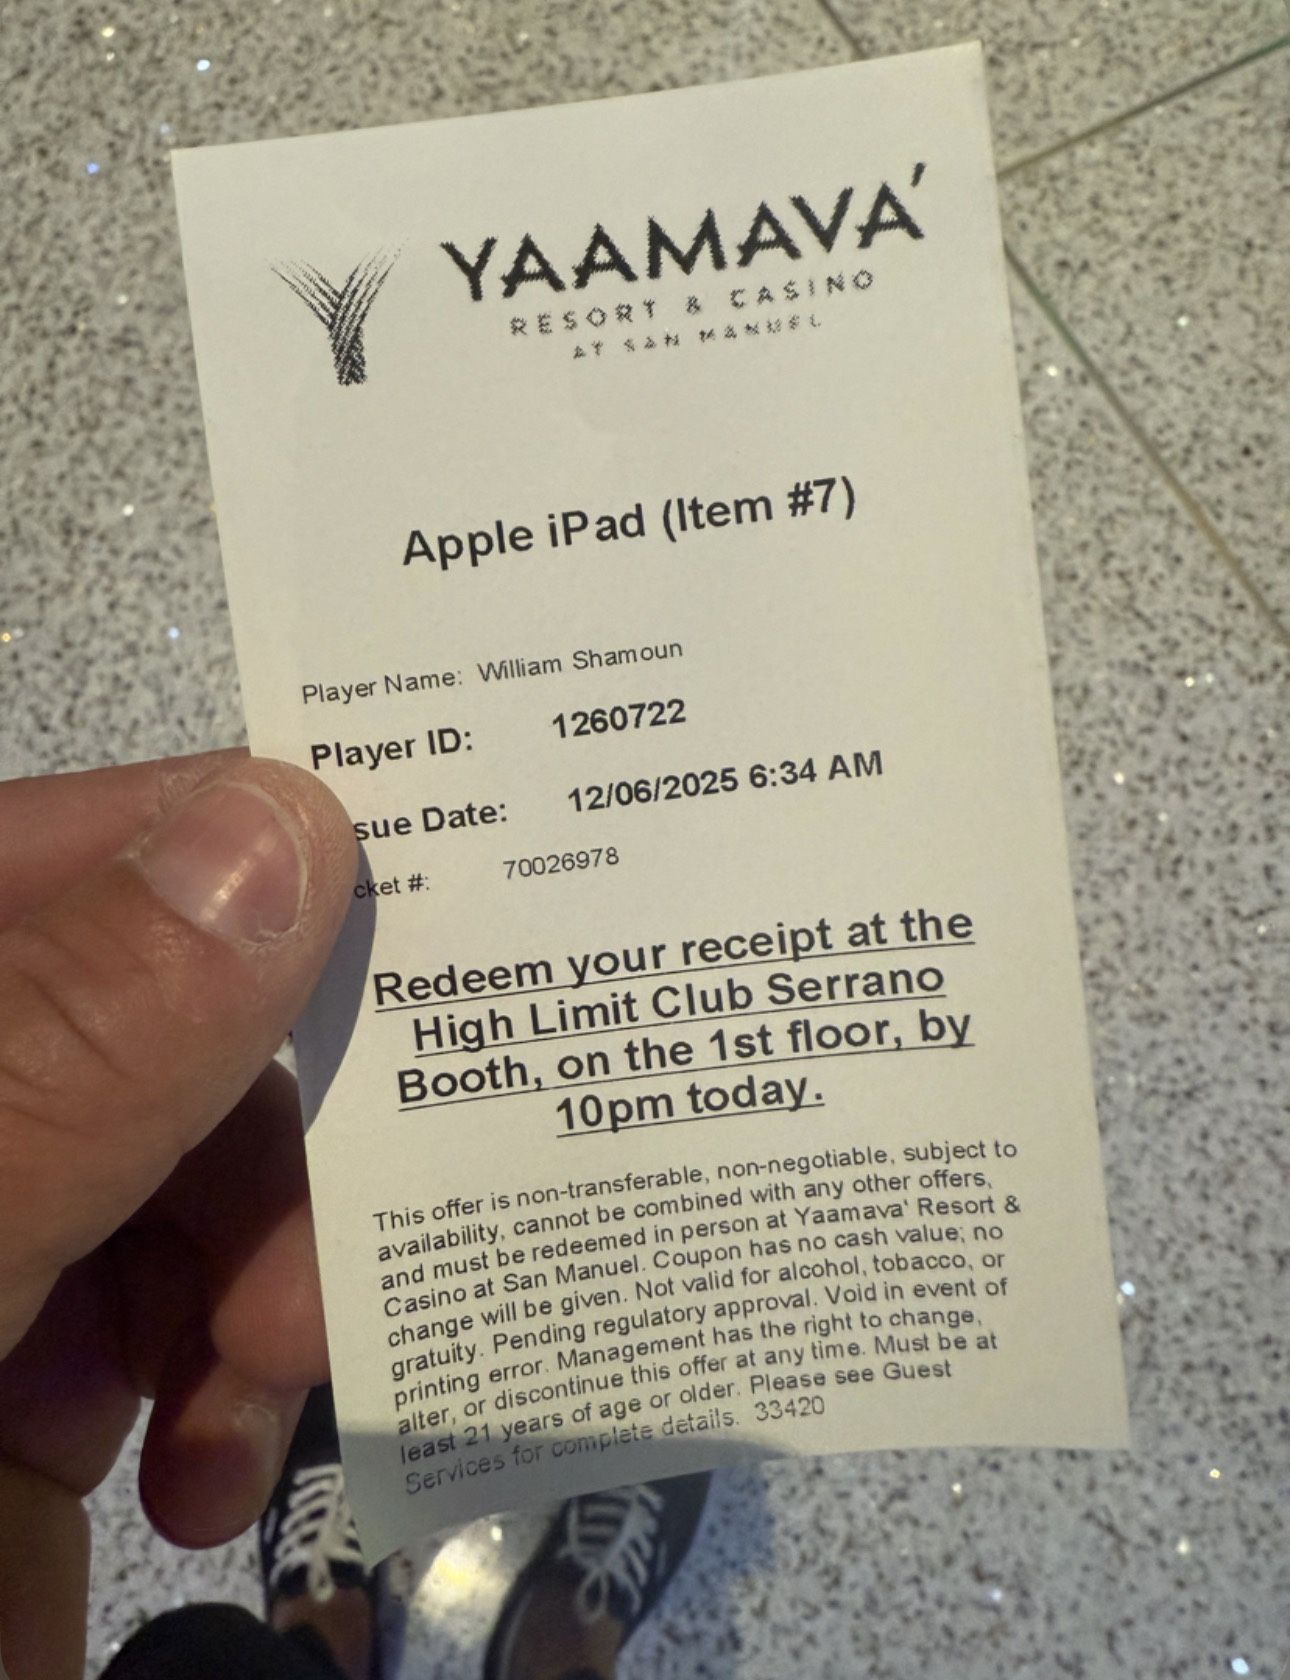 YAAMAVA'
RESORT & CASINO
AT SAN MANUEL
Apple iPad (Item #7)
Player Name: William Shamoun
Player ID: 1260722
sue Date: 12/06/2025 6:34 AM
cket #: 70026978
Redeem your receipt at the
High Limit Club Serrano
Booth, on the 1st floor, by
10pm today.
This offer is non-transferable, non-negotiable, subject to
availability, cannot be combined with any other offers,
and must be redeemed in person at Yaamava' Resort &
Casino at San Manuel. Coupon has no cash value; no
change will be given. Not valid for alcohol, tobacco, or
gratuity. Pending regulatory approval. Void in event of
printing error. Management has the right to change,
alter, or discontinue this offer at any time. Must be at
least 21 years of age or older. Please see Guest
Services for complete details. 33420